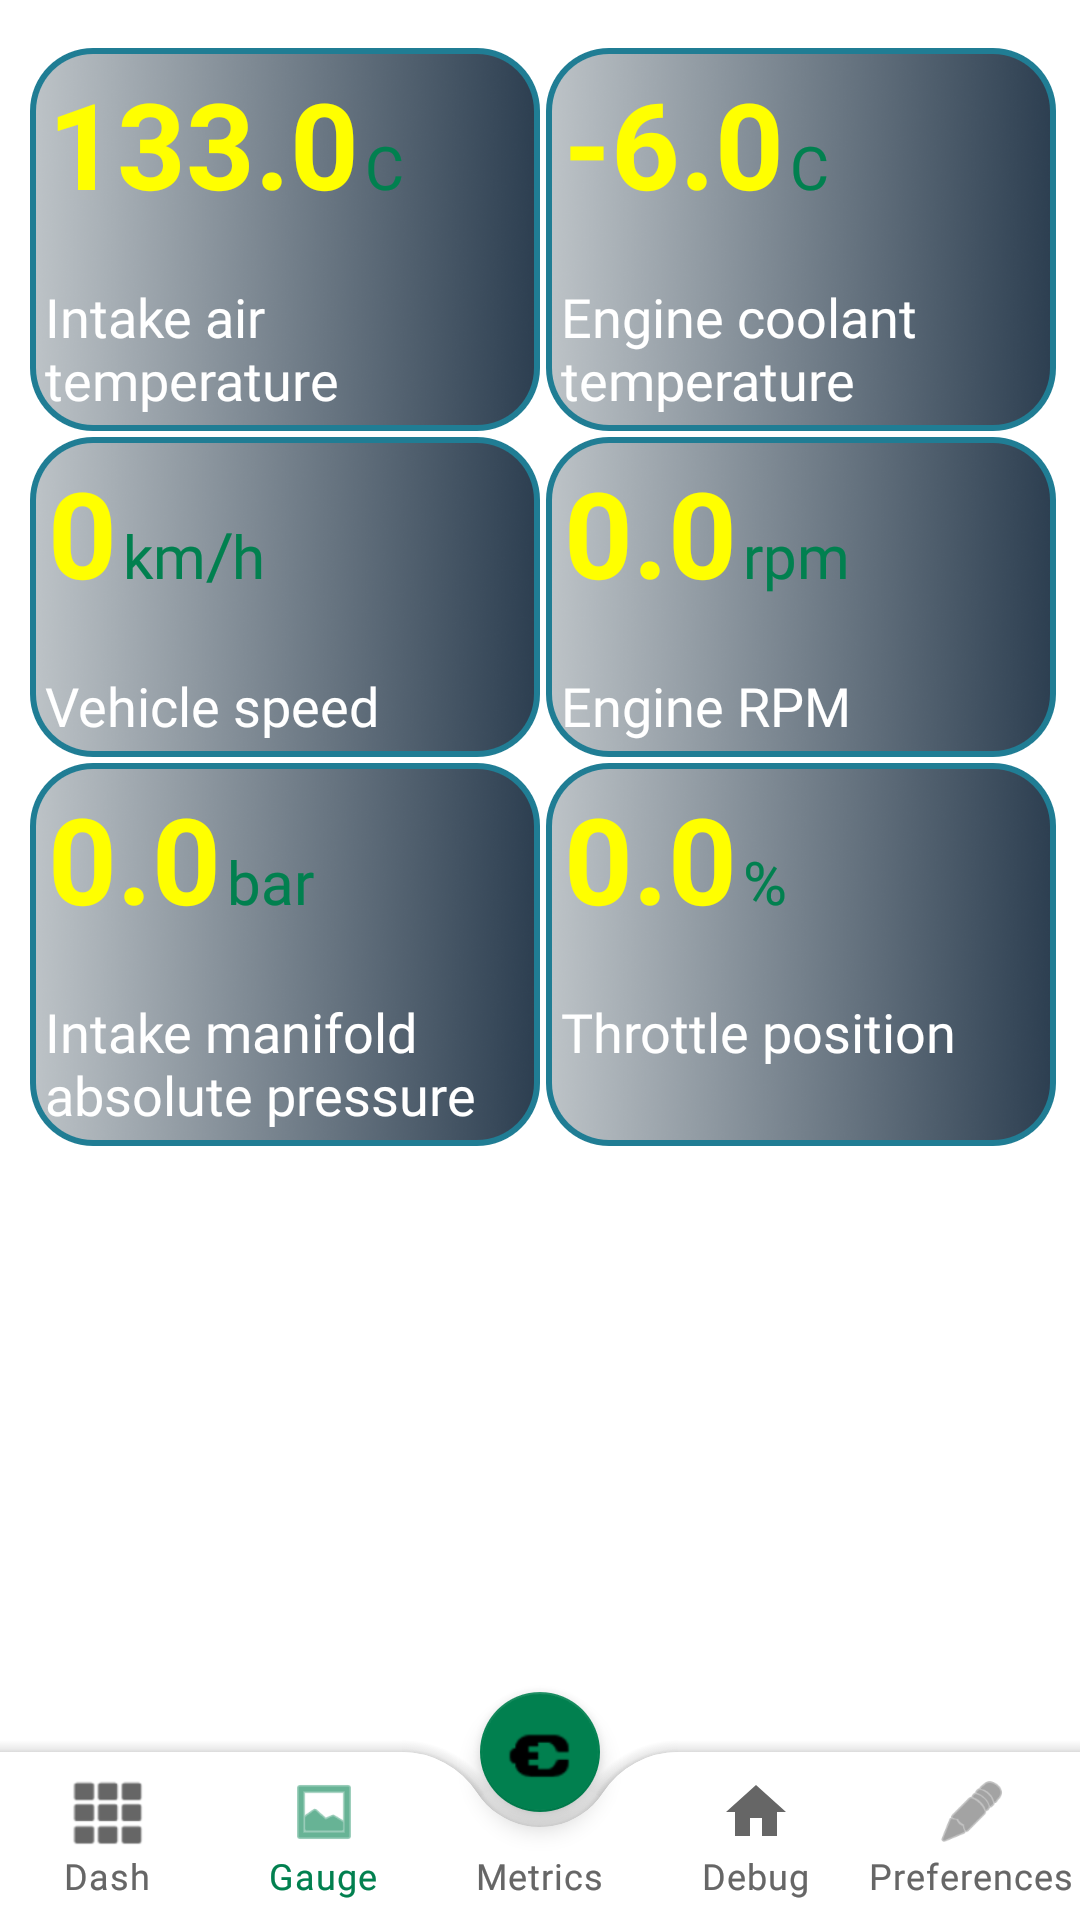 133.0 C
-6.0 C
Intake air
temperature
Engine coolant
temperature
0 km/h
0.0 rpm
Vehicle speed
Engine RPM
0.0 bar
0.0 %
Intake manifold
absolute pressure
Throttle position
Dash
Gauge
Metrics
Debug
Preferences